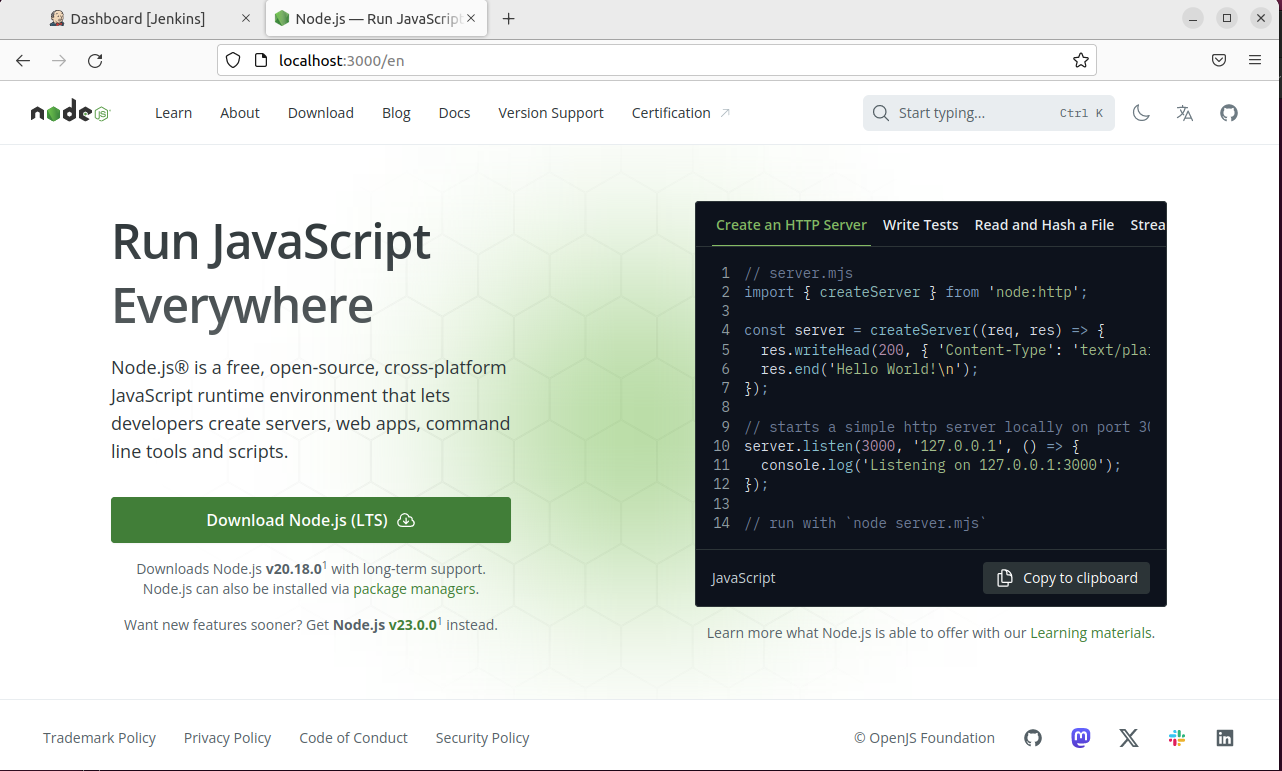 Dashboard [Jenkins]
Node.js — Run JavaScrip
localhost:3000/en
node JS
Learn About Download Blog Docs Version Support Certification
Start typing... Ctrl K
Run JavaScript
Everywhere
Node.js® is a free, open-source, cross-platform
JavaScript runtime environment that lets
developers create servers, web apps, command
line tools and scripts.
Download Node.js (LTS)
Downloads Node.js v20.18.0¹ with long-term support.
Node.js can also be installed via package managers.
Want new features sooner? Get Node.js v23.0.0¹ instead.
Create an HTTP Server Write Tests Read and Hash a File Strea
1 // server.mjs
2 import { createServer } from 'node:http';
3
4 const server = createServer((req, res) => {
5   res.writeHead(200, { 'Content-Type': 'text/plai
6   res.end('Hello World!\n');
7 });
8
9 // starts a simple http server locally on port 30
10 server.listen(3000, '127.0.0.1', () => {
11   console.log('Listening on 127.0.0.1:3000');
12 });
13
14 // run with `node server.mjs`
JavaScript
Copy to clipboard
Learn more what Node.js is able to offer with our Learning materials.
Trademark Policy Privacy Policy Code of Conduct Security Policy
© OpenJS Foundation